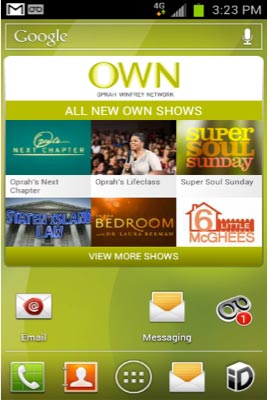 4G 3:23 PM
Google
OWN
OPRAH WINFREY NETWORK
ALL NEW OWN SHOWS
Oprah's
NEXT CHAPTER
super
soul
sunday
Oprah's Next
Chapter
Oprah's Lifeclass
Super Soul Sunday
STATEN ISLAND
LAW
IN THE
BEDROOM
WITH DR. LAURA BERMAN
6 LITTLE
McGHEES
VIEW MORE SHOWS
1
Email
Messaging
iD